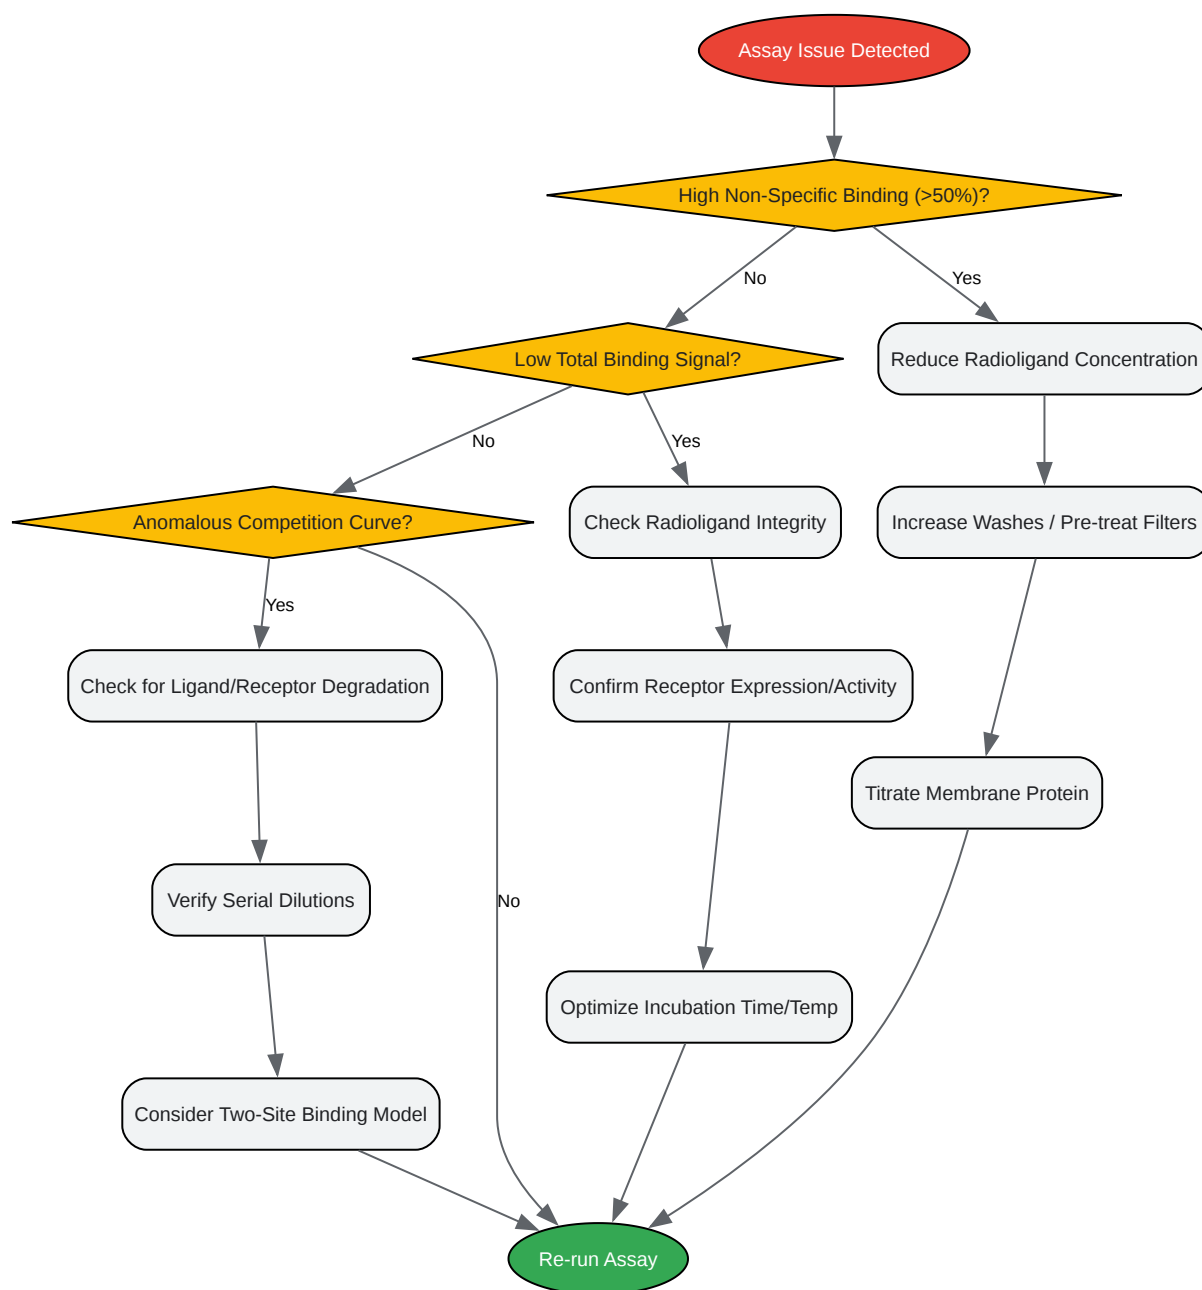 Assay Issue Detected
High Non-Specific Binding (>50%)?
No
Yes
Low Total Binding Signal?
Reduce Radioligand Concentration
No
Yes
Anomalous Competition Curve?
Check Radioligand Integrity
Increase Washes / Pre-treat Filters
Yes
Check for Ligand/Receptor Degradation
Confirm Receptor Expression/Activity
Titrate Membrane Protein
Verify Serial Dilutions
No
Optimize Incubation Time/Temp
Consider Two-Site Binding Model
Re-run Assay